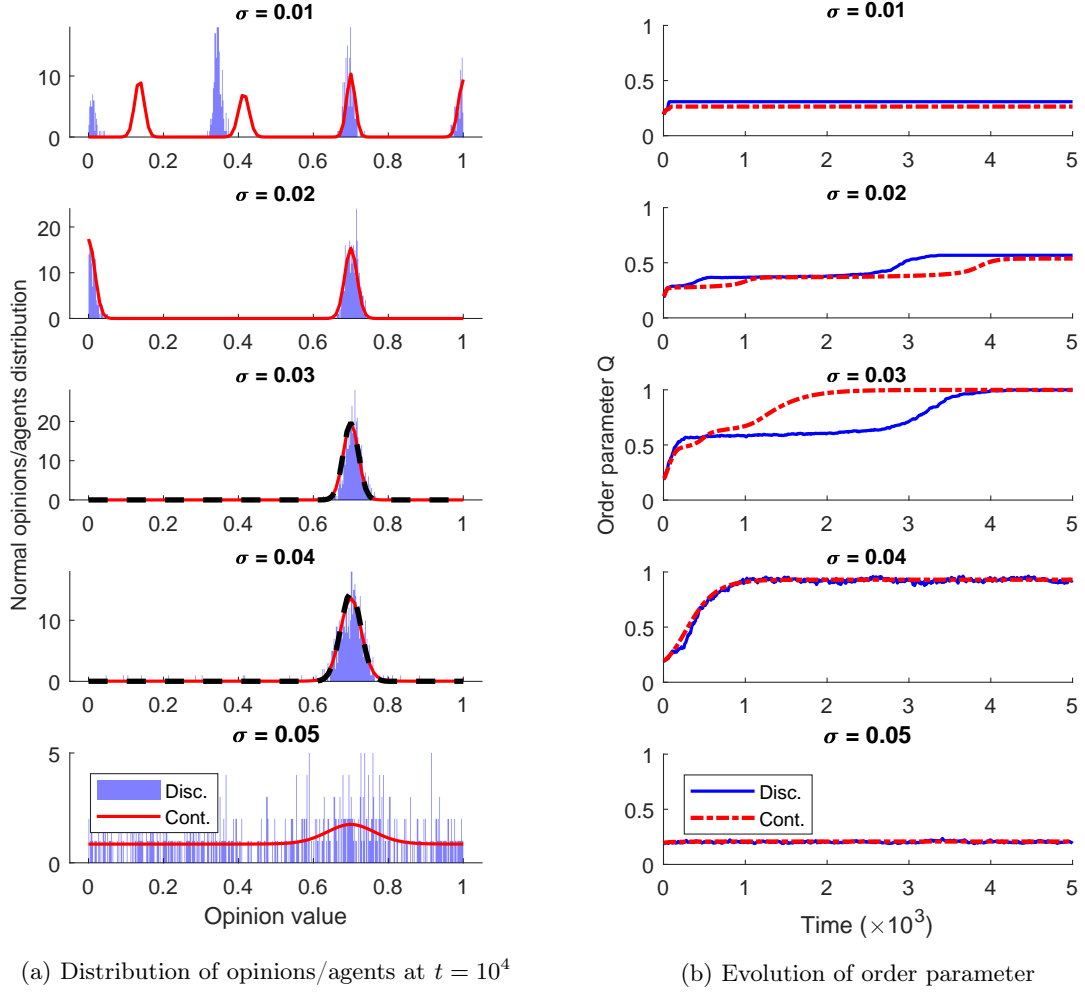 σ = 0.01
10
0
0 0.2 0.4 0.6 0.8 1
σ = 0.02
20
10
0
0 0.2 0.4 0.6 0.8 1
σ = 0.03
20
10
0
0 0.2 0.4 0.6 0.8 1
σ = 0.04
10
0
0 0.2 0.4 0.6 0.8 1
σ = 0.05
5
0
Disc.
Cont.
0 0.2 0.4 0.6 0.8 1
Opinion value
Normal opinions/agents distribution
(a) Distribution of opinions/agents at t = 10⁴
σ = 0.01
1
0.5
0
0 1 2 3 4 5
σ = 0.02
1
0.5
0
0 1 2 3 4 5
σ = 0.03
1
0.5
0
0 1 2 3 4 5
σ = 0.04
1
0.5
0
0 1 2 3 4 5
σ = 0.05
1
0.5
0
Disc.
Cont.
0 1 2 3 4 5
Time (×10³)
Order parameter Q
(b) Evolution of order parameter